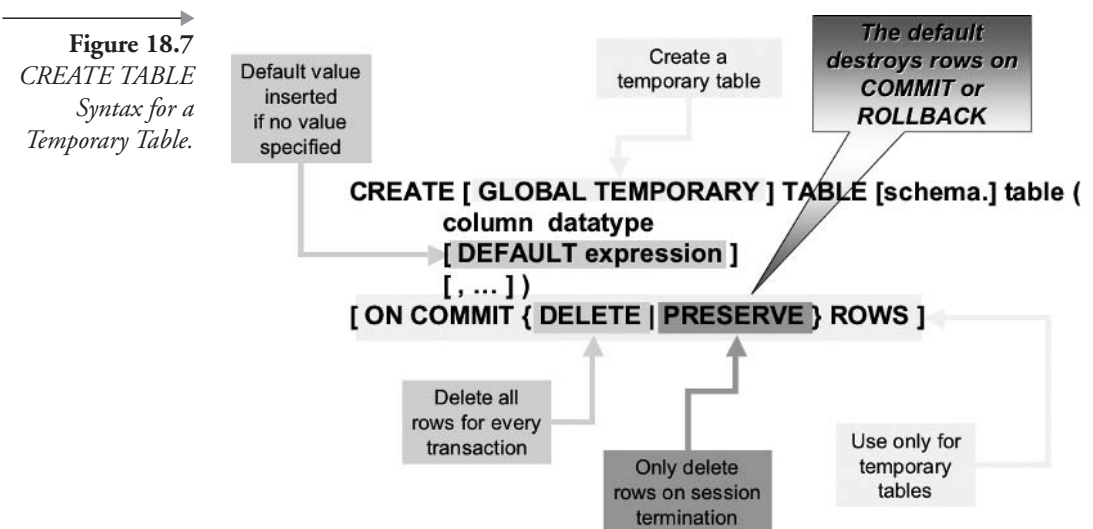 Figure 18.7
CREATE TABLE
Syntax for a
Temporary Table.
Default value
inserted
if no value
specified
Create a
temporary table
The default
destroys rows on
COMMIT or
ROLLBACK
CREATE [ GLOBAL TEMPORARY ] TABLE [schema.] table (
column datatype
[ DEFAULT expression ]
[ , ... ] )
[ ON COMMIT { DELETE | PRESERVE } ROWS ]
Delete all
rows for every
transaction
Only delete
rows on session
termination
Use only for
temporary
tables